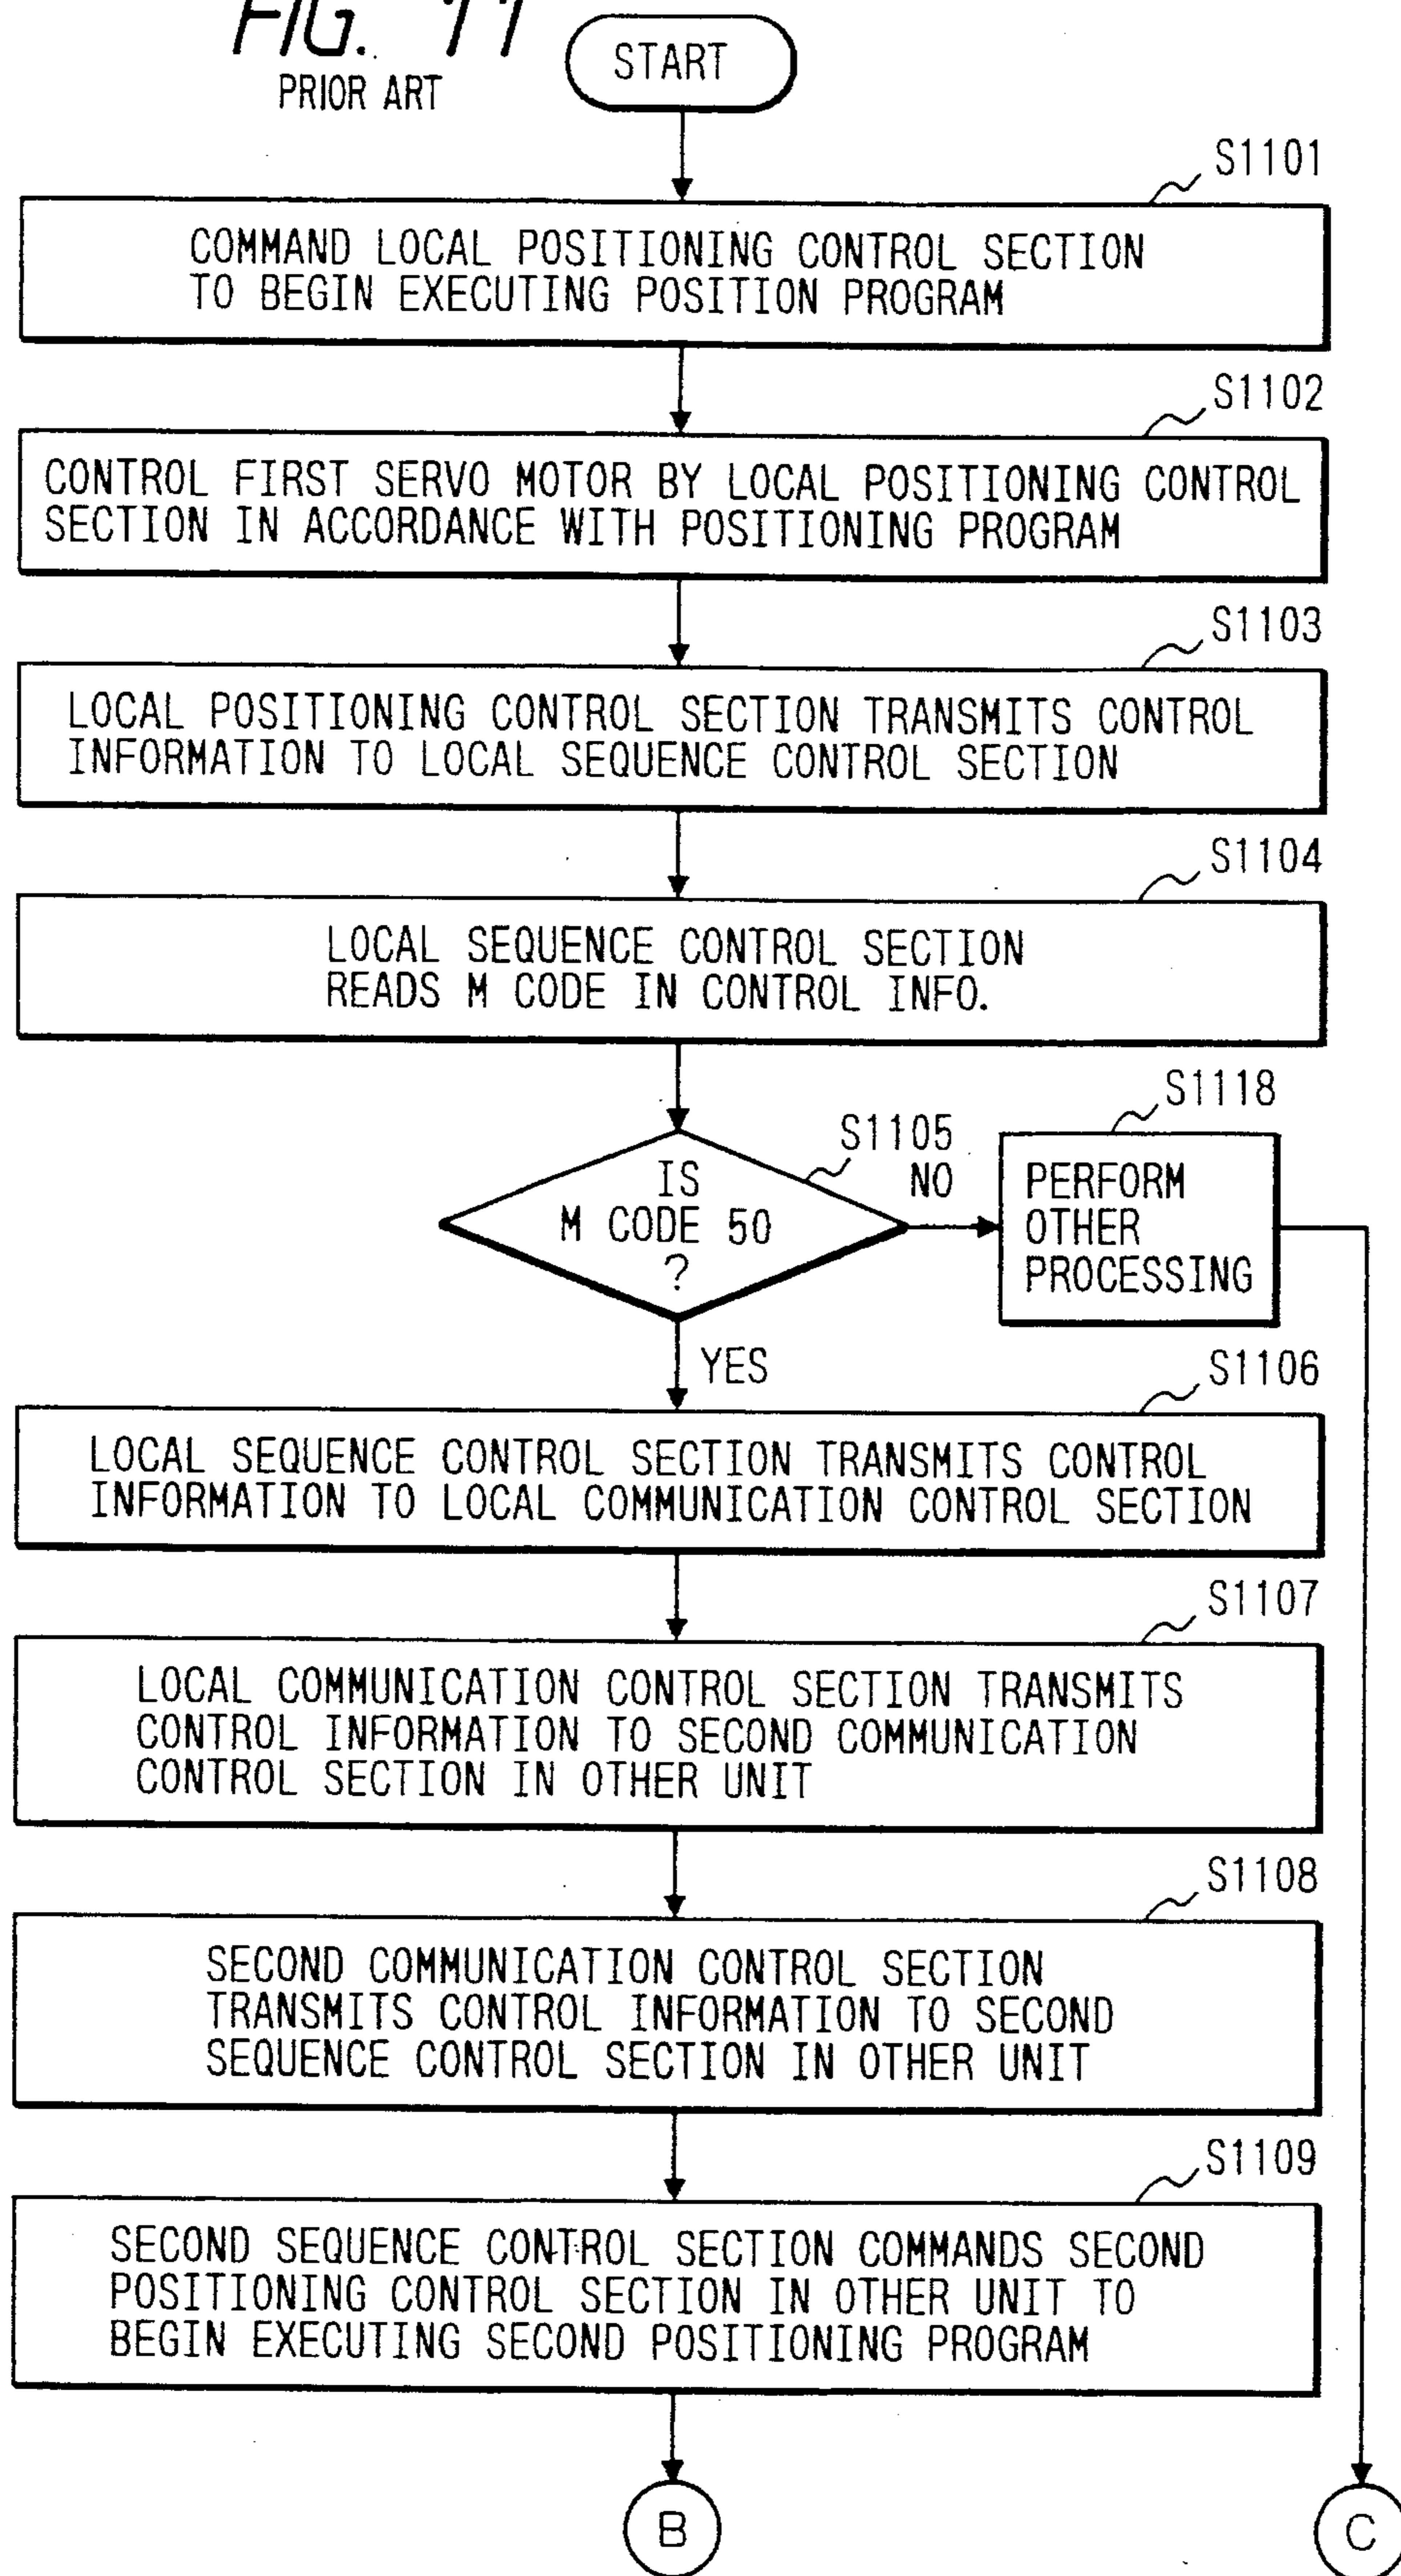 FIG. 11
PRIOR ART
START
S1101
COMMAND LOCAL POSITIONING CONTROL SECTION
TO BEGIN EXECUTING POSITION PROGRAM
S1102
CONTROL FIRST SERVO MOTOR BY LOCAL POSITIONING CONTROL
SECTION IN ACCORDANCE WITH POSITIONING PROGRAM
S1103
LOCAL POSITIONING CONTROL SECTION TRANSMITS CONTROL
INFORMATION TO LOCAL SEQUENCE CONTROL SECTION
S1104
LOCAL SEQUENCE CONTROL SECTION
READS M CODE IN CONTROL INFO.
S1105
IS
M CODE 50
?
NO
S1118
PERFORM
OTHER
PROCESSING
YES
S1106
LOCAL SEQUENCE CONTROL SECTION TRANSMITS CONTROL
INFORMATION TO LOCAL COMMUNICATION CONTROL SECTION
S1107
LOCAL COMMUNICATION CONTROL SECTION TRANSMITS
CONTROL INFORMATION TO SECOND COMMUNICATION
CONTROL SECTION IN OTHER UNIT
S1108
SECOND COMMUNICATION CONTROL SECTION
TRANSMITS CONTROL INFORMATION TO SECOND
SEQUENCE CONTROL SECTION IN OTHER UNIT
S1109
SECOND SEQUENCE CONTROL SECTION COMMANDS SECOND
POSITIONING CONTROL SECTION IN OTHER UNIT TO
BEGIN EXECUTING SECOND POSITIONING PROGRAM
B
C